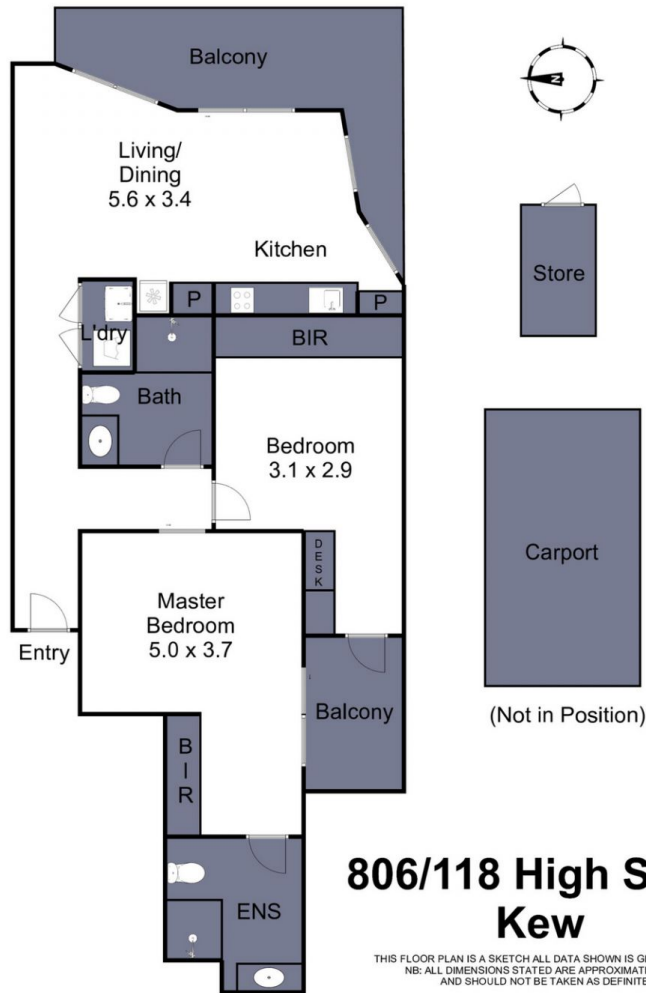 Balcony
N
Living/
Dining
5.6 x 3.4
Kitchen
Store
P
P
L'dry
BIR
Bath
Bedroom
3.1 x 2.9
DESK
Carport
Master
Bedroom
5.0 x 3.7
Entry
Balcony
(Not in Position)
BIR
ENS
806/118 High S
Kew
THIS FLOOR PLAN IS A SKETCH ALL DATA SHOWN IS
NB: ALL DIMENSIONS STATED ARE
AND SHOULD NOT BE TAKEN AS